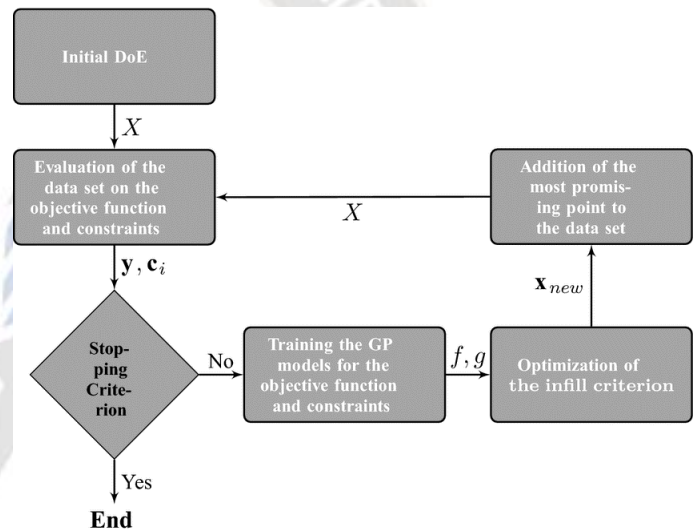 Initial DoE
X
Evaluation of the
data set on the
objective function
and constraints
Addition of the
most promis-
ing point to
the data set
X
y , c_i
x_new
Stop-
ping
Crite-
rion
No
Training the GP
models for the
objective function
and constraints
f, g
Optimization of
the infill criterion
Yes
End